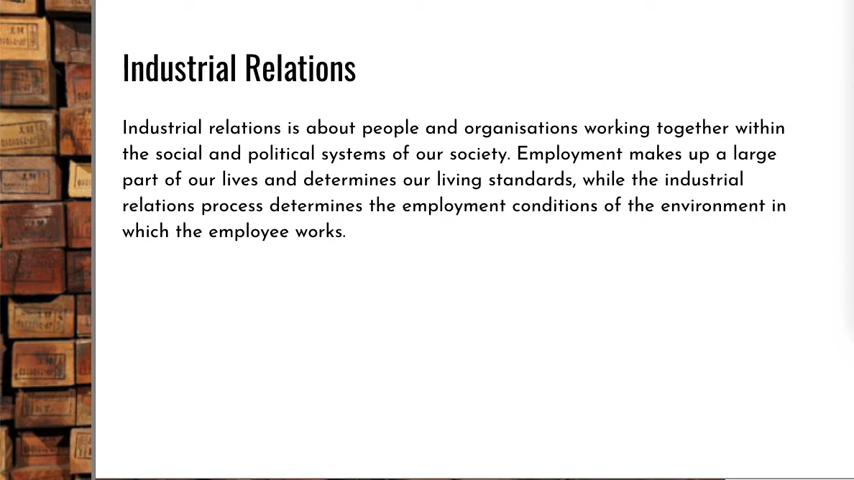 Industrial Relations
Industrial relations is about people and organisations working together within
the social and political systems of our society. Employment makes up a large
part of our lives and determines our living standards, while the industrial
relations process determines the employment conditions of the environment in
which the employee works.